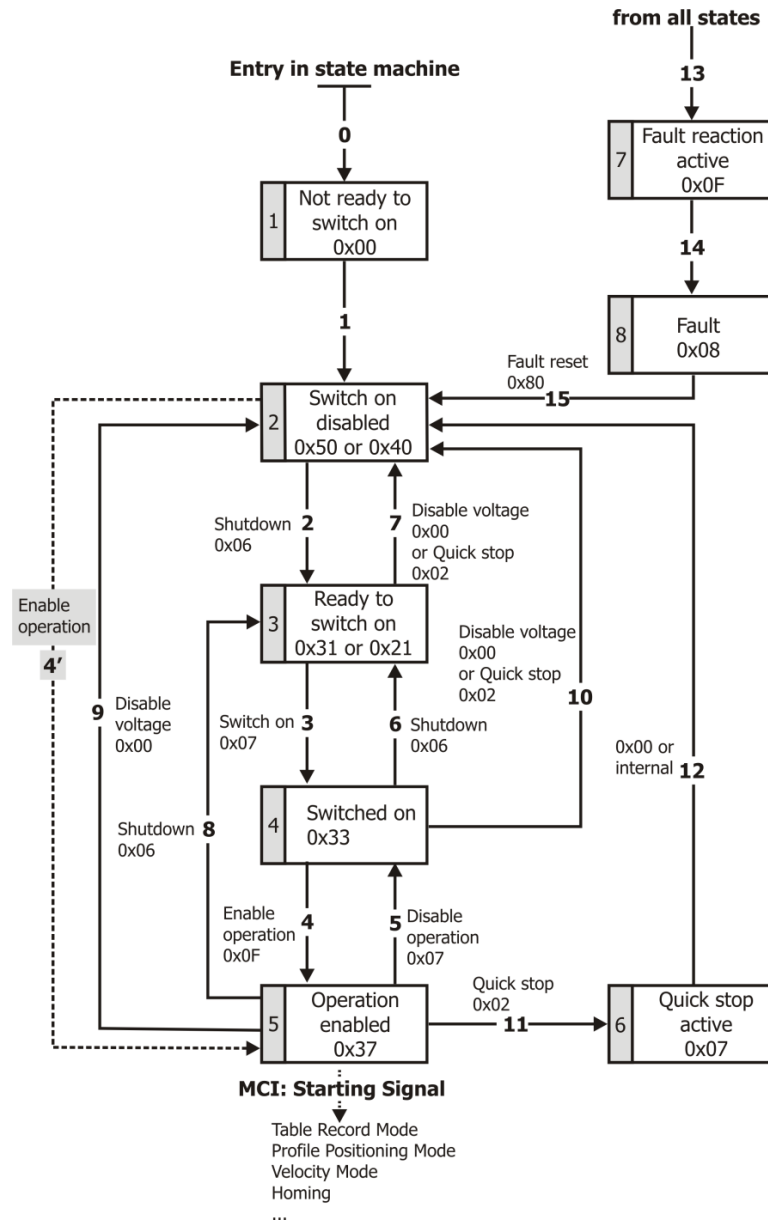 from all states
13
Entry in state machine
0
7
Fault reaction
active
0x0F
1
Not ready to
switch on
0x00
14
1
8
Fault
0x08
Fault reset
0x80
15
2
Switch on
disabled
0x50 or 0x40
Shutdown
0x06
2
7
Disable voltage
0x00
or Quick stop
0x02
Enable
operation
4’
3
Ready to
switch on
0x31 or 0x21
Disable voltage
0x00
or Quick stop
0x02
10
9
Disable
voltage
0x00
Switch on
0x07
3
6
Shutdown
0x06
0x00 or
internal
12
Shutdown
0x06
8
4
Switched on
0x33
Enable
operation
0x0F
4
5
Disable
operation
0x07
Quick stop
0x02
11
5
Operation
enabled
0x37
6
Quick stop
active
0x07
MCI: Starting Signal
Table Record Mode
Profile Positioning Mode
Velocity Mode
Homing
...